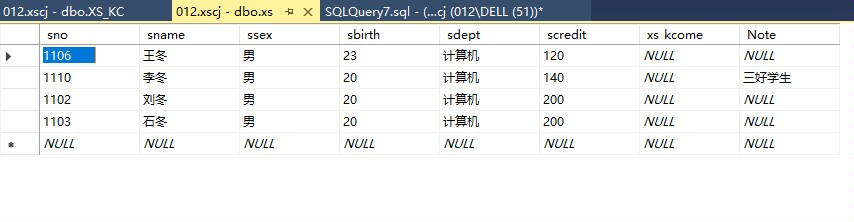 012.xscj - dbo.XS_KC 012.xscj - dbo.xs SQLQuery7.sql - (...cj (012\DELL (51))*
sno sname ssex sbirth sdept scredit xs kcome Note
1106 王冬 男 23 计算机 120 NULL NULL
1110 李冬 男 20 计算机 140 NULL 三好学生
1102 刘冬 男 20 计算机 200 NULL NULL
1103 石冬 男 20 计算机 200 NULL NULL
NULL NULL NULL NULL NULL NULL NULL NULL